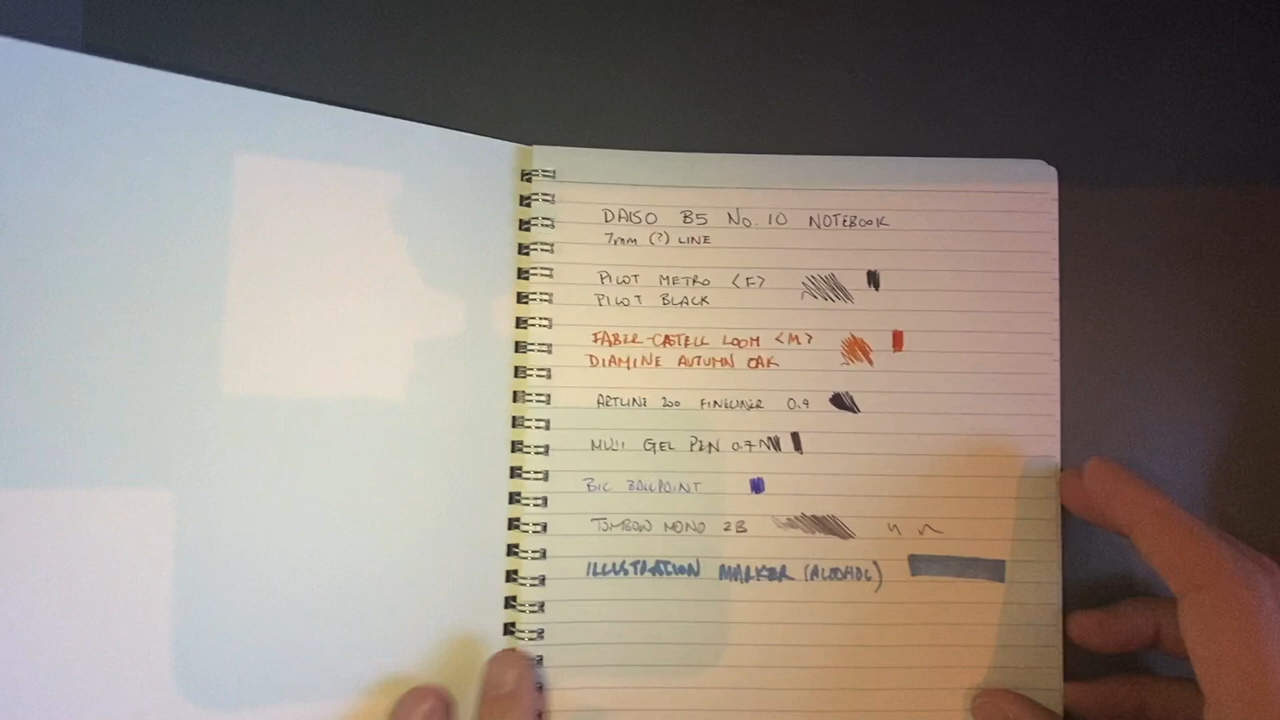 DAISO B5 No. 10 NOTEBOOK
7mm (?) LINE
PILOT METRO <F>
PILOT BLACK
FABER-CASTELL LOOM <M>
DIAMINE AUTUMN OAK
ARTLINE 200 FINELINER 0.4
MUJI GEL PEN 0.7
BIC BALLPOINT
TOMBOW MONO 2B
ILLUSTRATION MARKER (ALCOHOL)